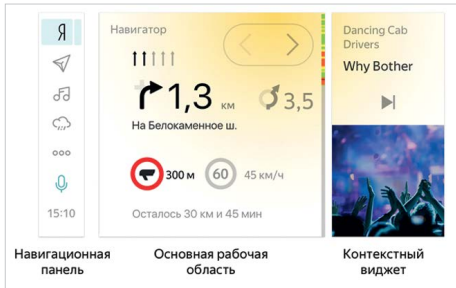 Я
15:10
Навигатор
1,3 км
3,5
На Белокаменное ш.
300 м
60
45 км/ч
Осталось 30 км и 45 мин
Dancing Cab
Drivers
Why Bother
Навигационная
панель
Основная рабочая
область
Контекстный
виджет